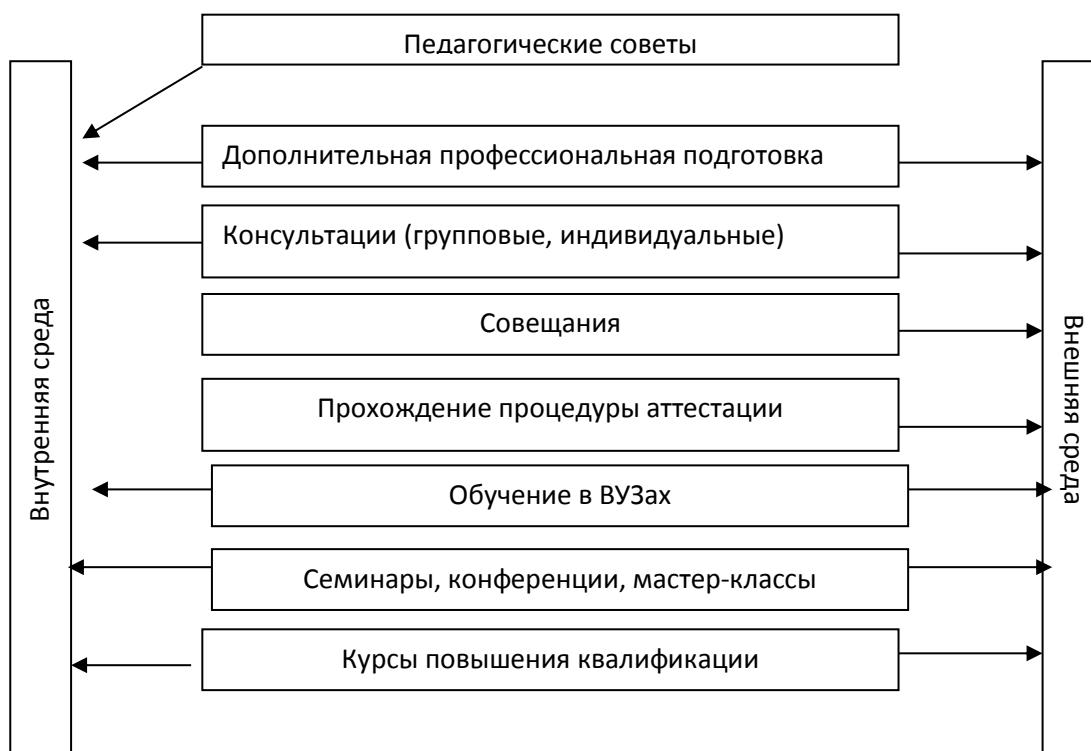 Педагогические советы
Внутренняя среда
Внешняя среда
Дополнительная профессиональная подготовка
Консультации (групповые, индивидуальные)
Совещания
Прохождение процедуры аттестации
Обучение в ВУЗах
Семинары, конференции, мастер-классы
Курсы повышения квалификации